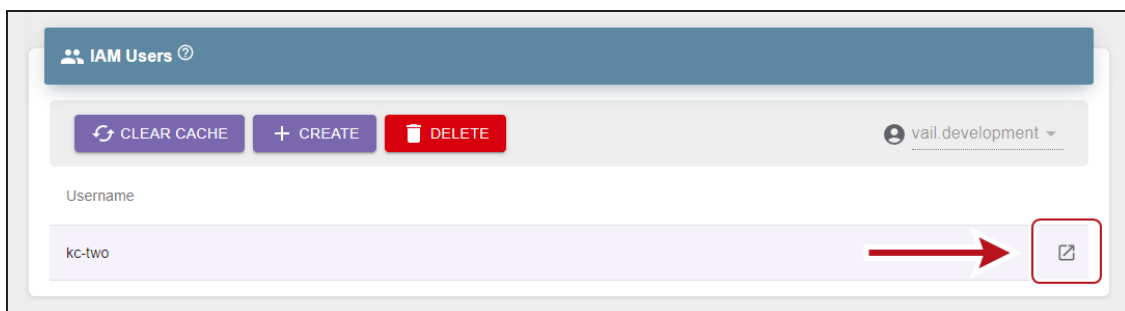 IAM Users
CLEAR CACHE
CREATE
DELETE
vail.development
Username
kc-two